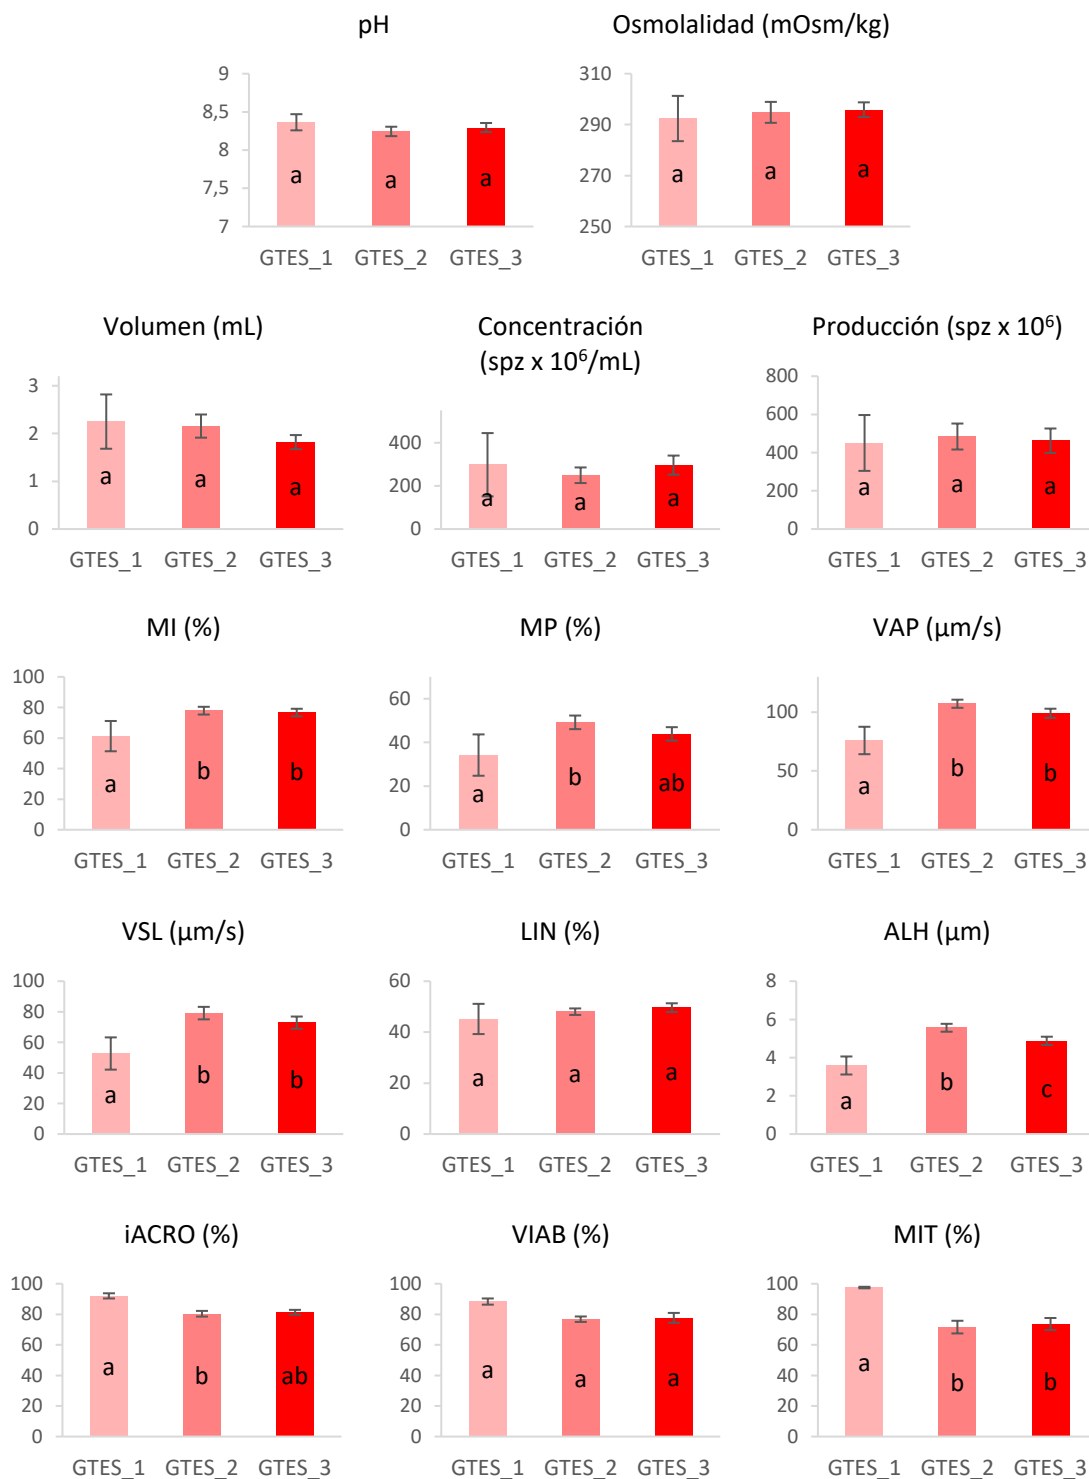 pH
Osmolalidad (mOsm/kg)
9
8,5
8
7,5
7
a
a
a
GTES_1 GTES_2 GTES_3
310
290
270
250
a
a
a
GTES_1 GTES_2 GTES_3
Volumen (mL)
3
2
1
0
a
a
a
GTES_1 GTES_2 GTES_3
Concentración
(spz x 10⁶/mL)
400
200
0
a
a
a
GTES_1 GTES_2 GTES_3
Producción (spz x 10⁶)
800
600
400
200
0
a
a
a
GTES_1 GTES_2 GTES_3
MI (%)
100
80
60
40
20
0
a
b
b
GTES_1 GTES_2 GTES_3
MP (%)
60
40
20
0
a
b
ab
GTES_1 GTES_2 GTES_3
VAP (µm/s)
100
50
0
a
b
b
GTES_1 GTES_2 GTES_3
VSL (µm/s)
100
80
60
40
20
0
a
b
b
GTES_1 GTES_2 GTES_3
LIN (%)
60
40
20
0
a
a
a
GTES_1 GTES_2 GTES_3
ALH (µm)
8
6
4
2
0
a
b
c
GTES_1 GTES_2 GTES_3
iACRO (%)
100
80
60
40
20
0
a
b
ab
GTES_1 GTES_2 GTES_3
VIAB (%)
100
80
60
40
20
0
a
a
a
GTES_1 GTES_2 GTES_3
MIT (%)
100
80
60
40
20
0
a
b
b
GTES_1 GTES_2 GTES_3